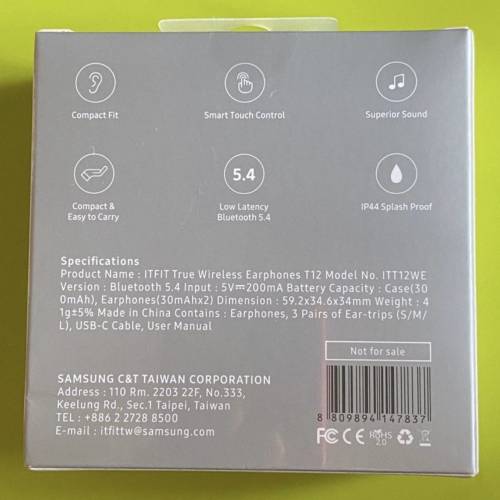 Compact Fit
Smart Touch Control
Superior Sound
5.4
Compact &
Easy to Carry
Low Latency
Bluetooth 5.4
IP44 Splash Proof
Specifications
Product Name : ITFIT True Wireless Earphones T12 Model No. ITT12WE
Version : Bluetooth 5.4 Input : 5V⎓200mA Battery Capacity : Case(30
0mAh), Earphones(30mAhx2) Dimension : 59.2x34.6x34mm Weight : 4
1g±5% Made in China Contains : Earphones, 3 Pairs of Ear-trips (S/M/
L), USB-C Cable, User Manual
Not for sale
SAMSUNG C&T TAIWAN CORPORATION
Address : 110 Rm. 2203 22F, No.333,
Keelung Rd., Sec.1 Taipei, Taiwan
TEL : +886 2 2728 8500
E-mail : itfittw@samsung.com
8 809894 147837
FC CE RoHS 2.0